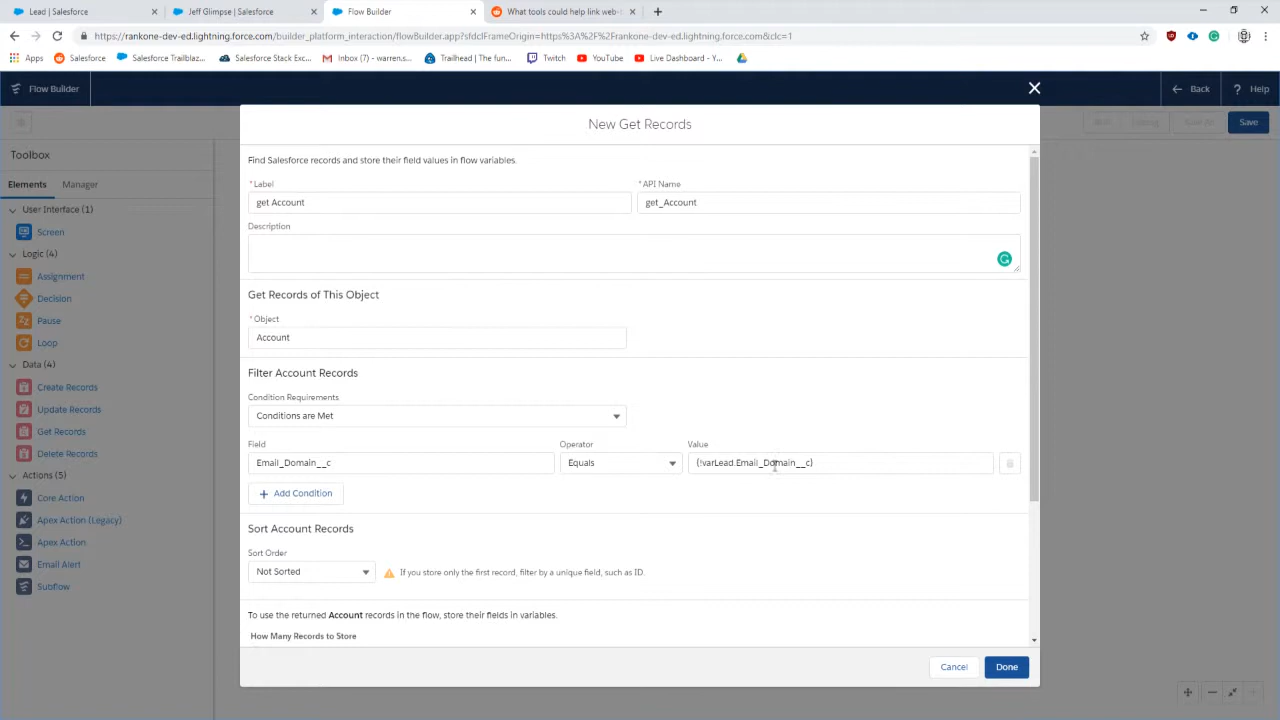 Lead | Salesforce
Jeff Glimpse | Salesforce
Flow Builder
What tools could help link web-
https://rankone-dev-ed.lightning.force.com/builder_platform_interaction/flowBuilder.app?sfdcIFrameOrigin=https%3A%2F%2Frankone-dev-ed.lightning.force.com&clc=1
Apps
Salesforce
Salesforce Trailblaz...
Salesforce Stack Exc...
Inbox (7) - warren.s...
Trailhead | The fun...
Twitch
YouTube
Live Dashboard - Y...
Flow Builder
Back
? Help
New Get Records
Save
Toolbox
Elements
Manager
User Interface (1)
Screen
Logic (4)
Assignment
Decision
Pause
Loop
Data (4)
Create Records
Update Records
Get Records
Delete Records
Actions (5)
Core Action
Apex Action (Legacy)
Apex Action
Email Alert
Subflow
Find Salesforce records and store their field values in flow variables.
*Label
*API Name
get Account
get_Account
Description
Get Records of This Object
*Object
Account
Filter Account Records
Condition Requirements
Conditions are Met
Field
Operator
Value
Email_Domain__c
Equals
{!varLead.Email_Domain__c}
+ Add Condition
Sort Account Records
Sort Order
Not Sorted
If you store only the first record, filter by a unique field, such as ID.
To use the returned Account records in the flow, store their fields in variables.
How Many Records to Store
Cancel
Done